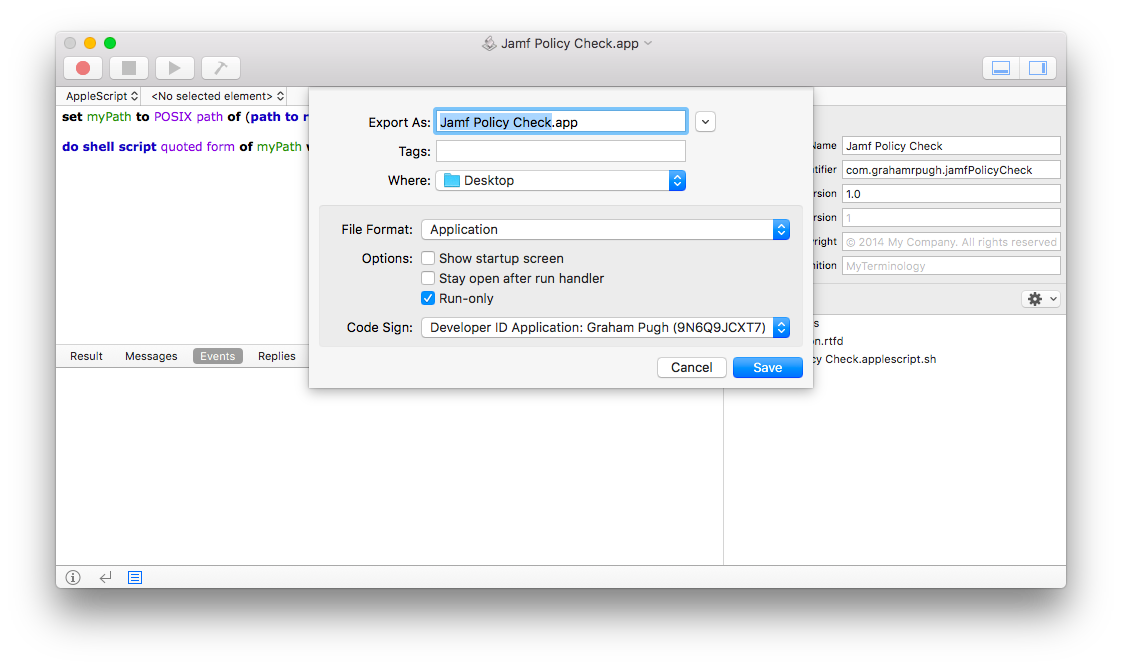 Jamf Policy Check.app
AppleScript
<No selected element>
set myPath to POSIX path of (path to r
do shell script quoted form of myPath
Export As: Jamf Policy Check.app
Tags:
Where: Desktop
File Format: Application
Options: Show startup screen
Stay open after run handler
Run-only
Code Sign: Developer ID Application: Graham Pugh (9N6Q9JCXT7)
Cancel
Save
Name Jamf Policy Check
tifier com.grahamrpugh.jamfPolicyCheck
rsion 1.0
rsion 1
right © 2014 My Company. All rights reserved
nition MyTerminology
s
on.rtfd
cy Check.applescript.sh
Result
Messages
Events
Replies